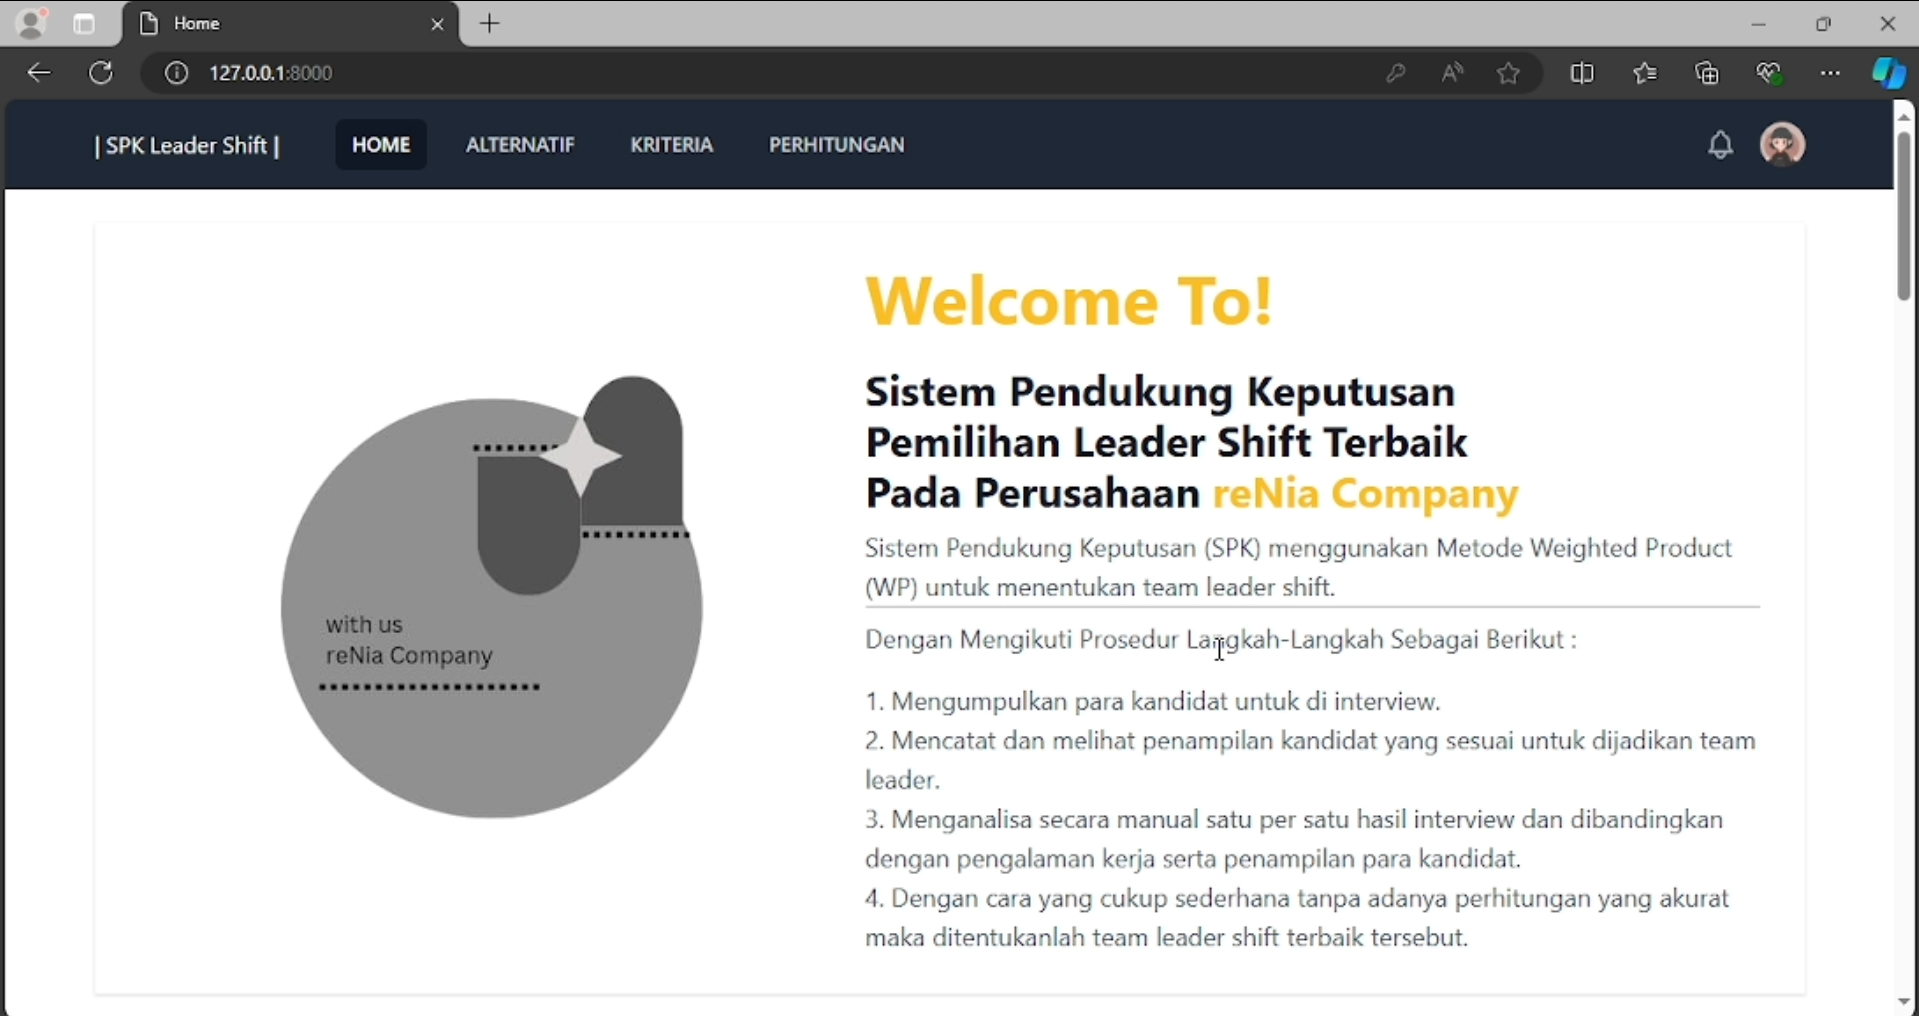 Home
127.0.0.1:8000
| SPK Leader Shift |
HOME
ALTERNATIF
KRITERIA
PERHITUNGAN
Welcome To!
Sistem Pendukung Keputusan
Pemilihan Leader Shift Terbaik
Pada Perusahaan reNia Company
Sistem Pendukung Keputusan (SPK) menggunakan Metode Weighted Product
(WP) untuk menentukan team leader shift.
Dengan Mengikuti Prosedur Langkah-Langkah Sebagai Berikut :
1. Mengumpulkan para kandidat untuk di interview.
2. Mencatat dan melihat penampilan kandidat yang sesuai untuk dijadikan team
leader.
3. Menganalisa secara manual satu per satu hasil interview dan dibandingkan
dengan pengalaman kerja serta penampilan para kandidat.
4. Dengan cara yang cukup sederhana tanpa adanya perhitungan yang akurat
maka ditentukanlah team leader shift terbaik tersebut.
with us
reNia Company